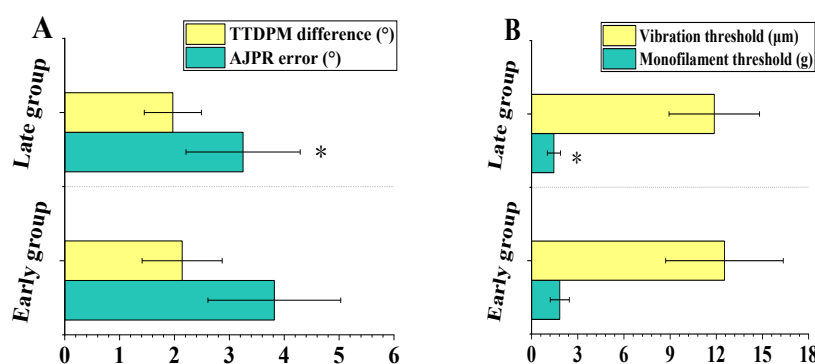 A
TTDPM difference (°)
AJPR error (°)
Late group
*
Early group
0 1 2 3 4 5 6
B
Vibration threshold (µm)
Monofilament threshold (g)
Late group
*
Early group
0 3 6 9 12 15 18